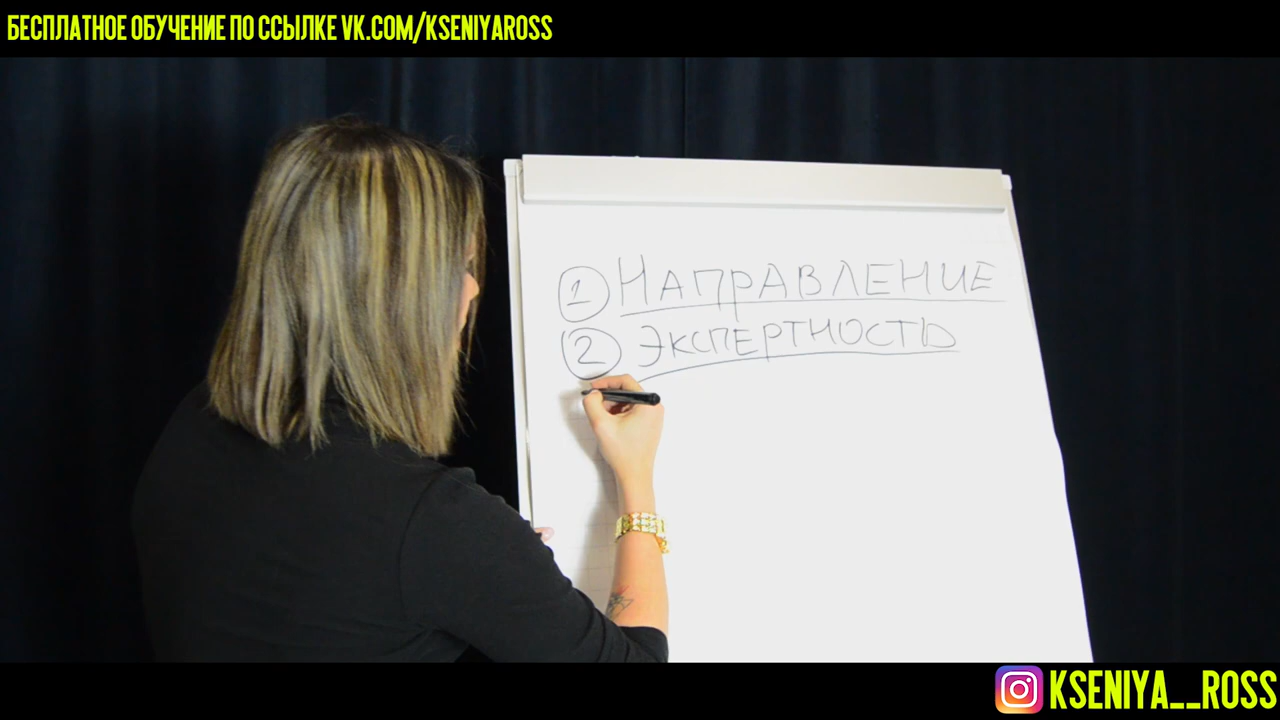 БЕСПЛАТНОЕ ОБУЧЕНИЕ ПО ССЫЛКЕ VK.COM/KSENIYAROSS
1 НАПРАВЛЕНИЕ
2 ЭКСПЕРТНОСТЬ
KSENIYA__ROSS